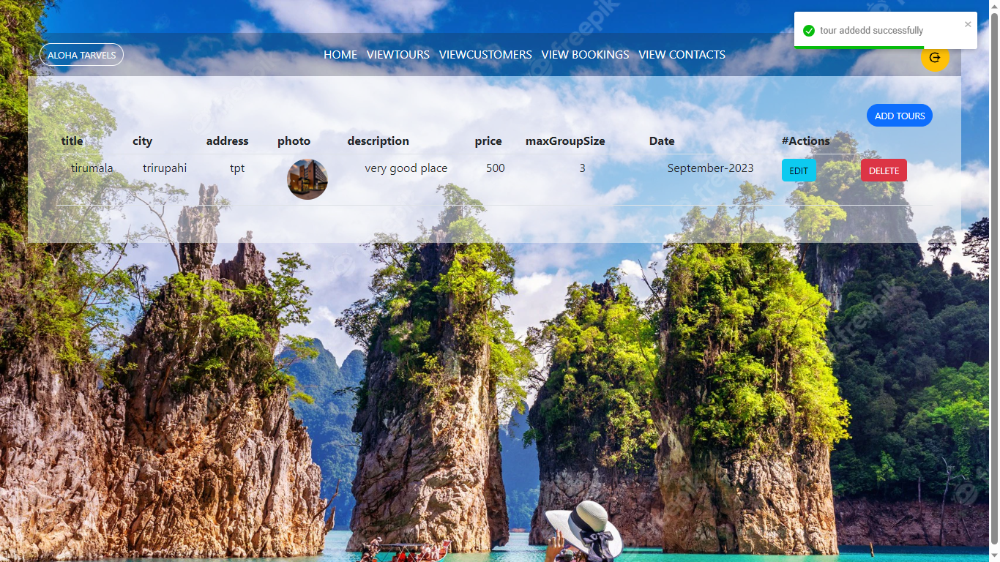 tour addedd successfully
ALOHA TARVELS
HOME VIEWTOURS VIEWCUSTOMERS VIEW BOOKINGS VIEW CONTACTS
ADD TOURS
title city address photo description price maxGroupSize Date #Actions
tirumala trirupahi tpt very good place 500 3 September-2023 EDIT DELETE
freepik